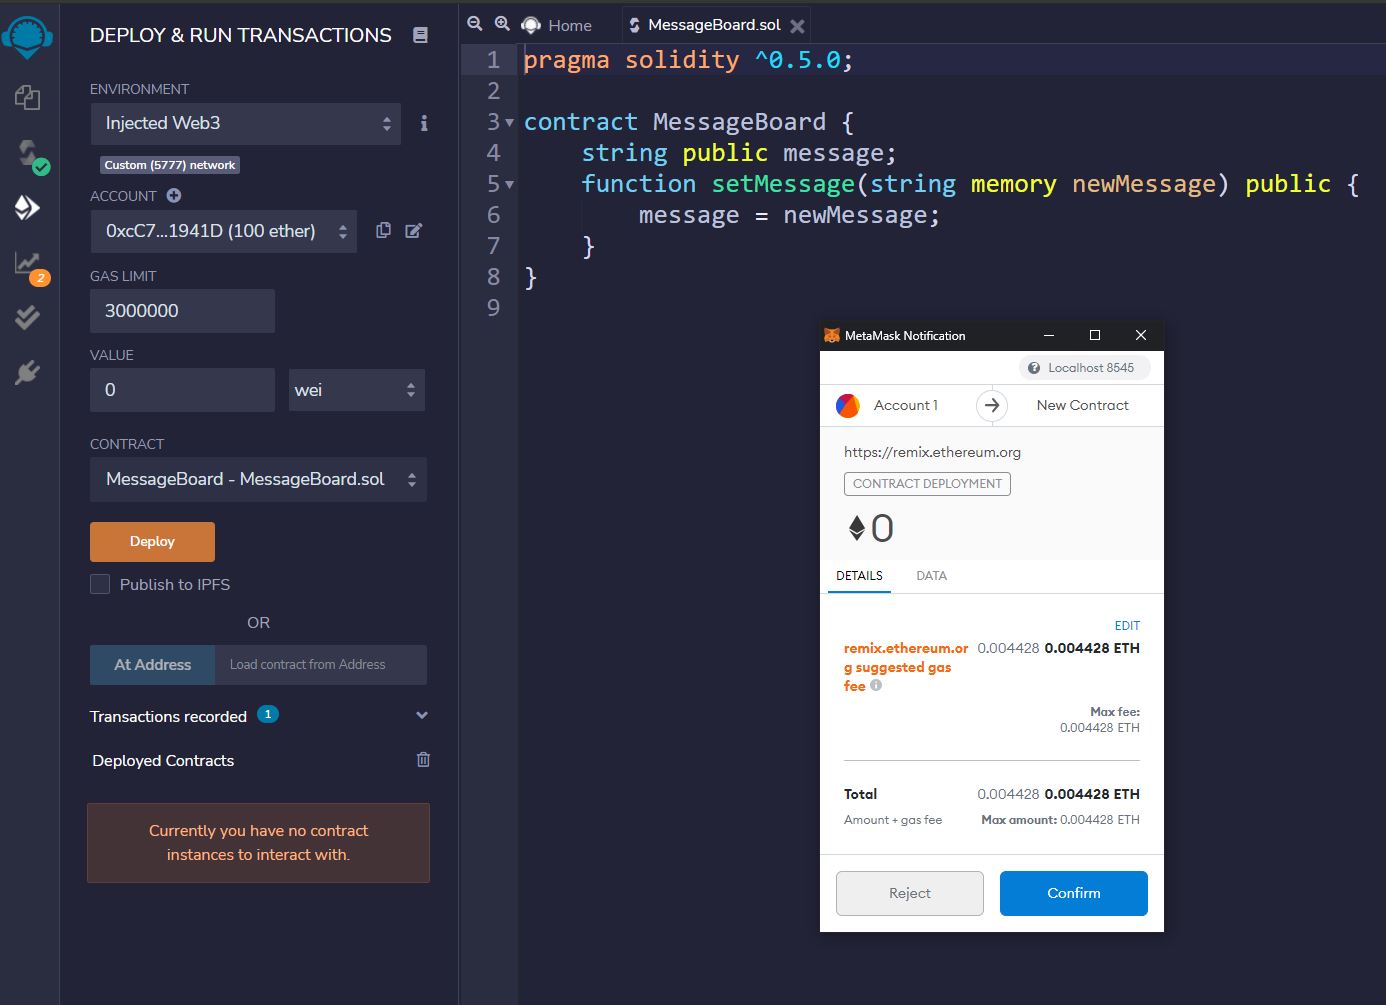 DEPLOY & RUN TRANSACTIONS
ENVIRONMENT
Injected Web3
Custom (5777) network
ACCOUNT
0xcC7...1941D (100 ether)
GAS LIMIT
3000000
VALUE
0
wei
CONTRACT
MessageBoard - MessageBoard.sol
Deploy
Publish to IPFS
OR
At Address
Load contract from Address
Transactions recorded 1
Deployed Contracts
Currently you have no contract
instances to interact with.
2
Home
MessageBoard.sol
1 pragma solidity ^0.5.0;
2
3 contract MessageBoard {
4 string public message;
5 function setMessage(string memory newMessage) public {
6 message = newMessage;
7 }
8 }
9
MetaMask Notification
Localhost 8545
Account 1
New Contract
https://remix.ethereum.org
CONTRACT DEPLOYMENT
0
DETAILS
DATA
EDIT
remix.ethereum.or 0.004428 0.004428 ETH
g suggested gas
fee
Max fee:
0.004428 ETH
Total 0.004428 0.004428 ETH
Amount + gas fee Max amount: 0.004428 ETH
Reject
Confirm